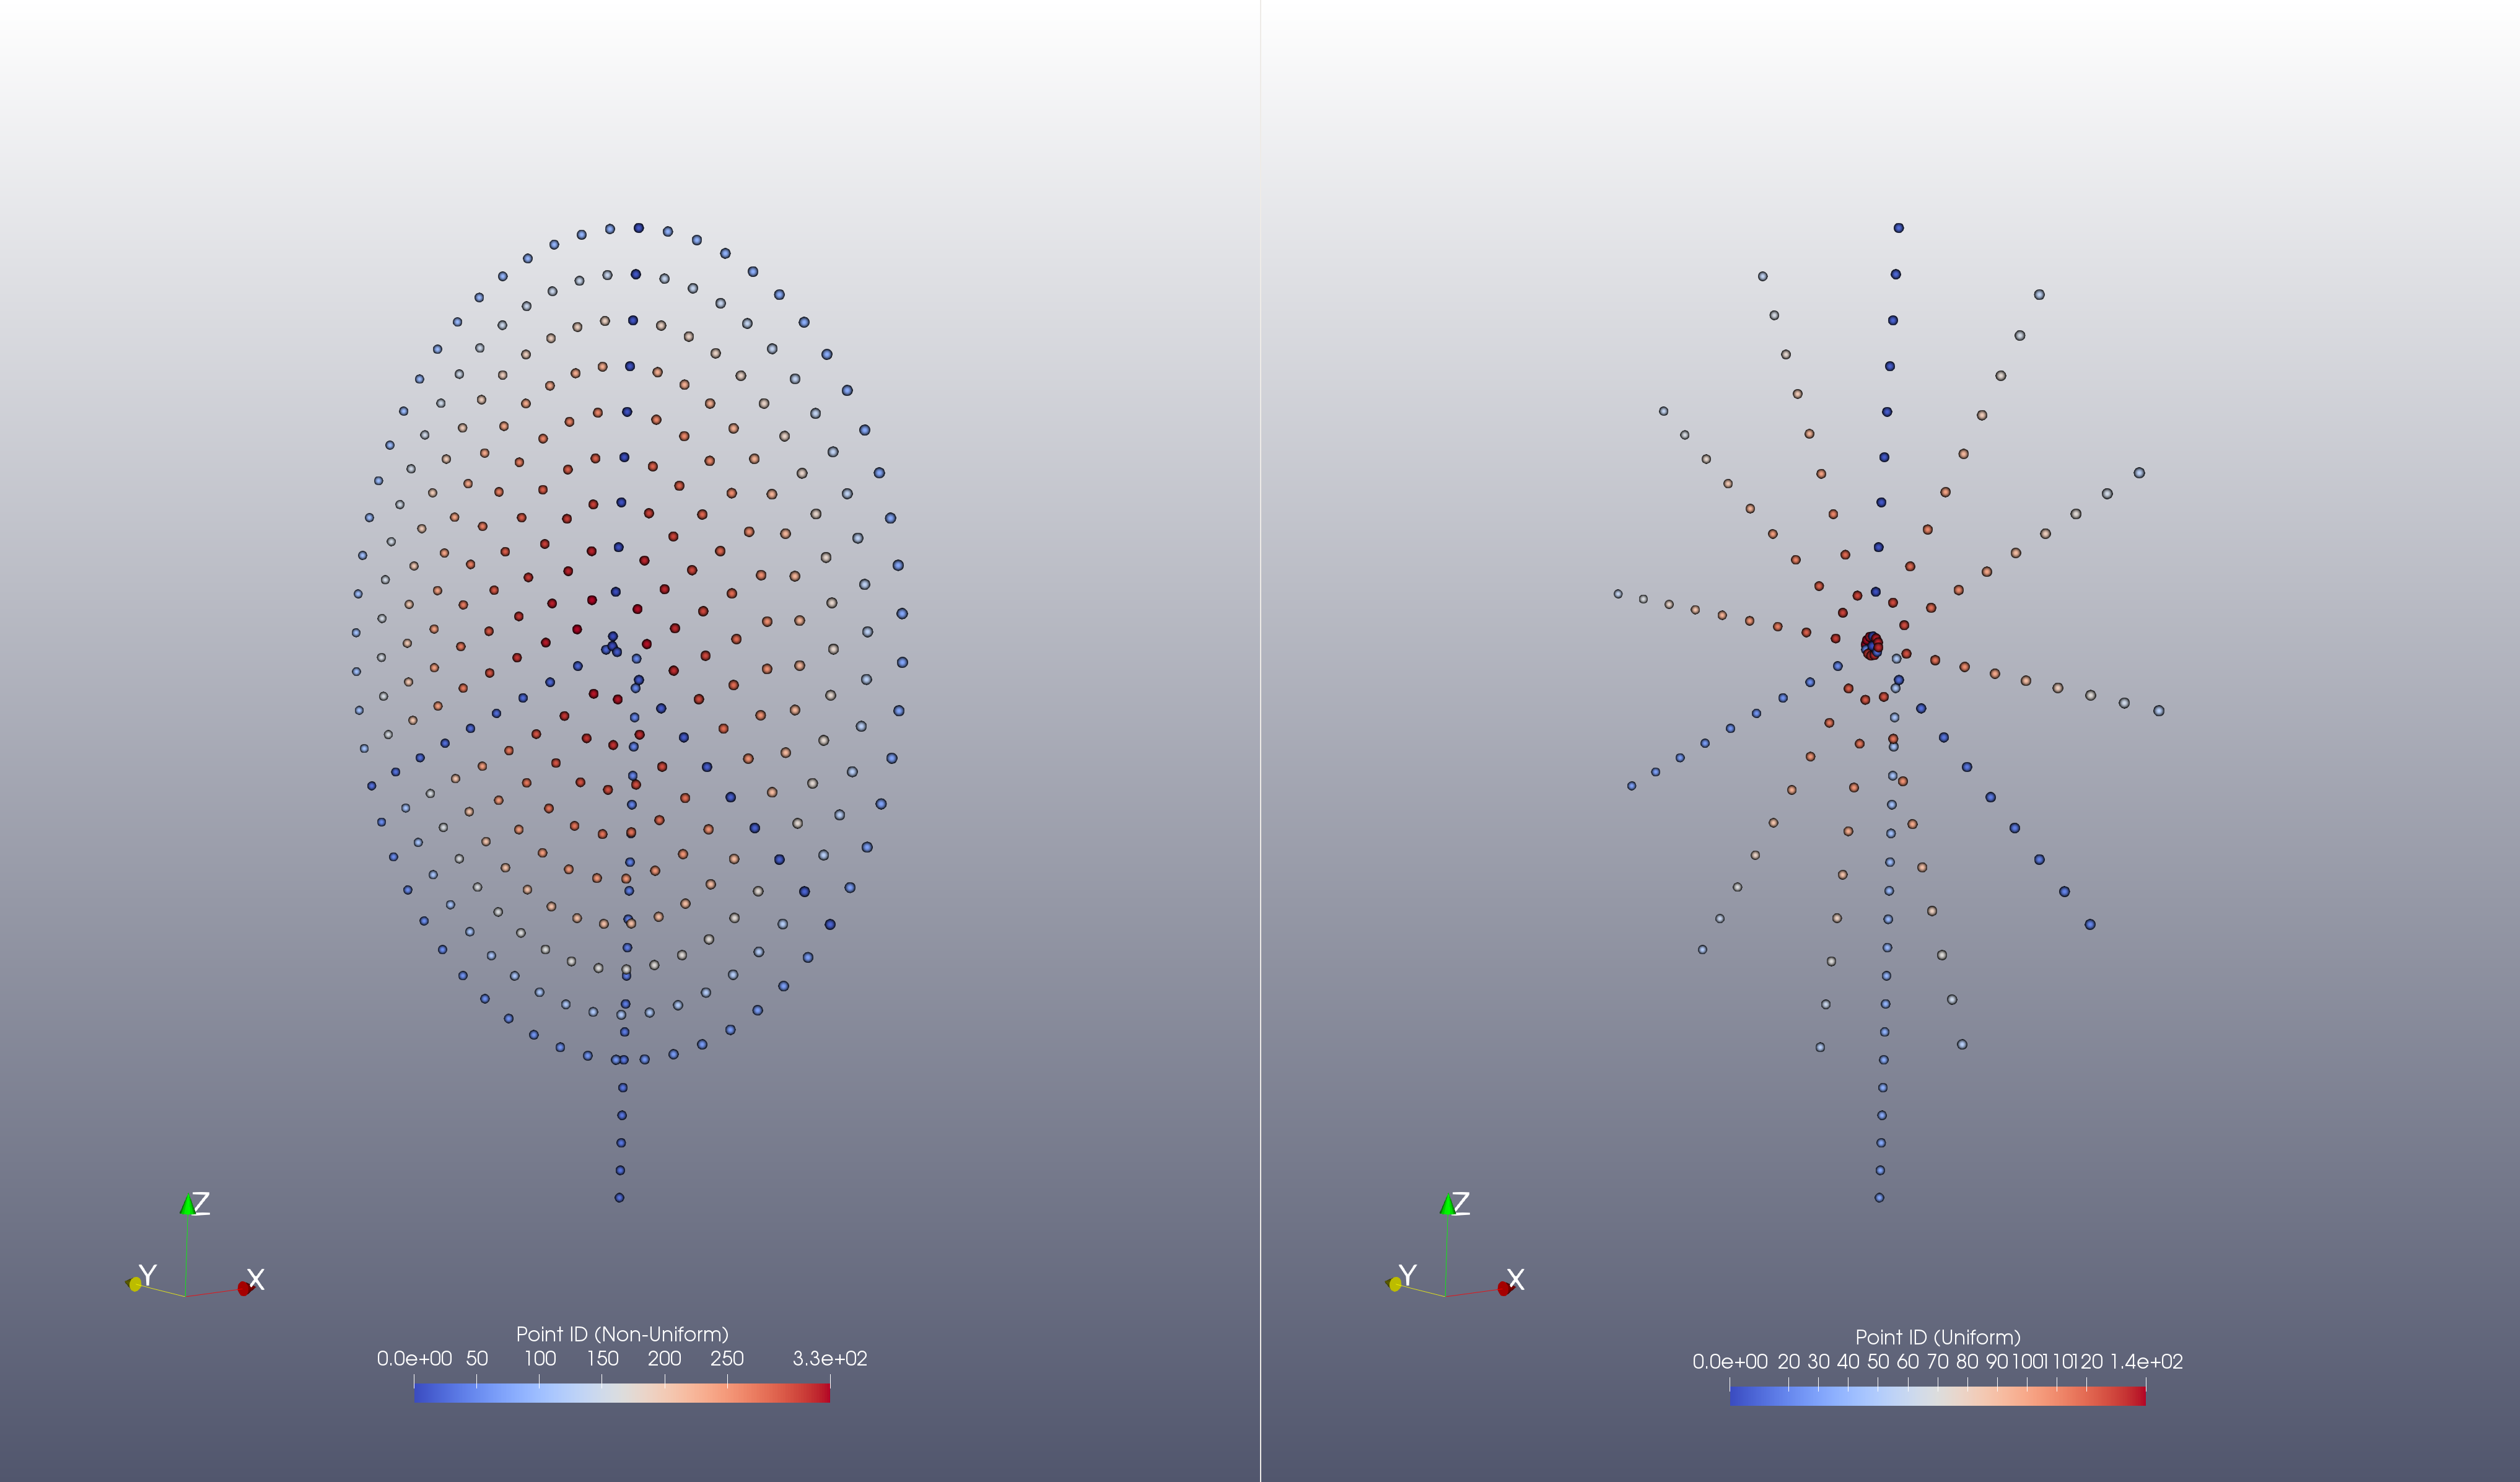 Z
Y X
Point ID (Non-Uniform)
0.0e+00 50 100 150 200 250 3.3e+02
Z
Y X
Point ID (Uniform)
0.0e+00 20 30 40 50 60 70 80 90 100 110 120 1.4e+02